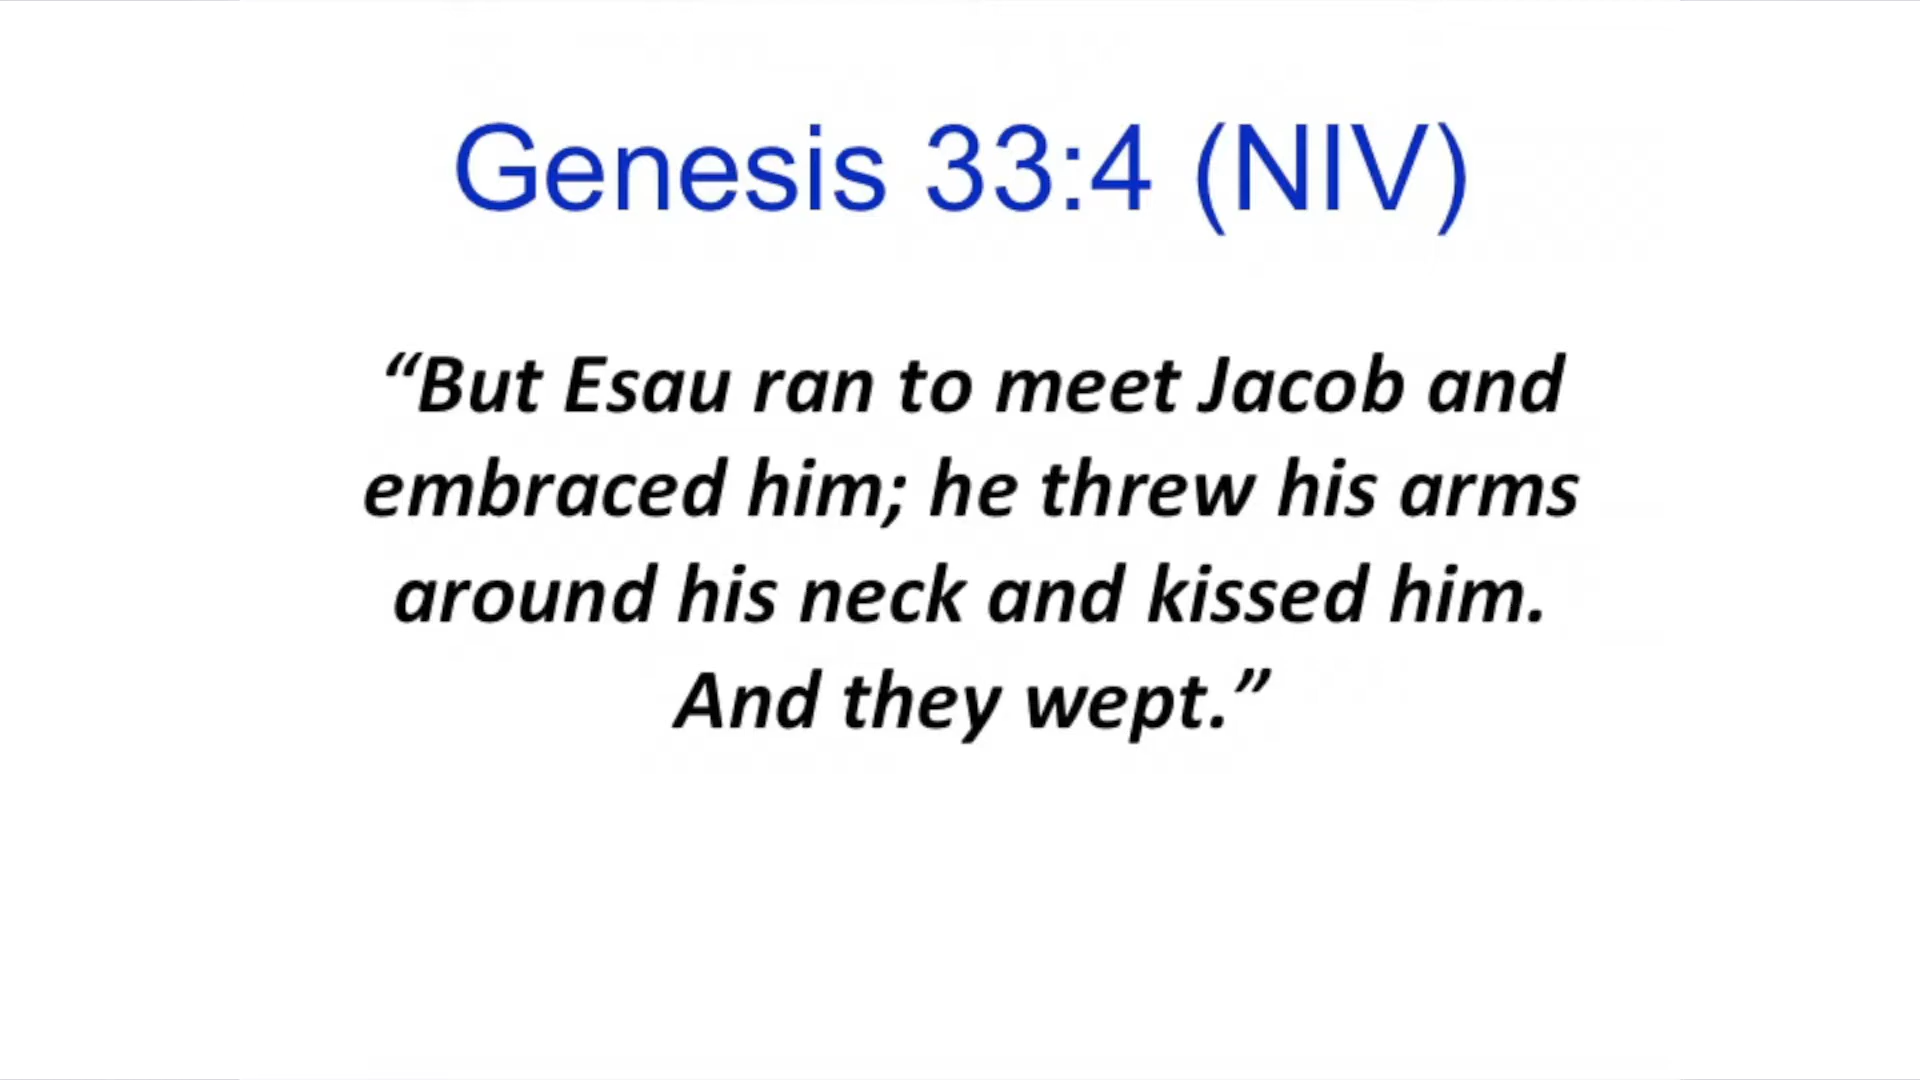 Genesis 33:4 (NIV)
“But Esau ran to meet Jacob and
embraced him; he threw his arms
around his neck and kissed him.
And they wept.”